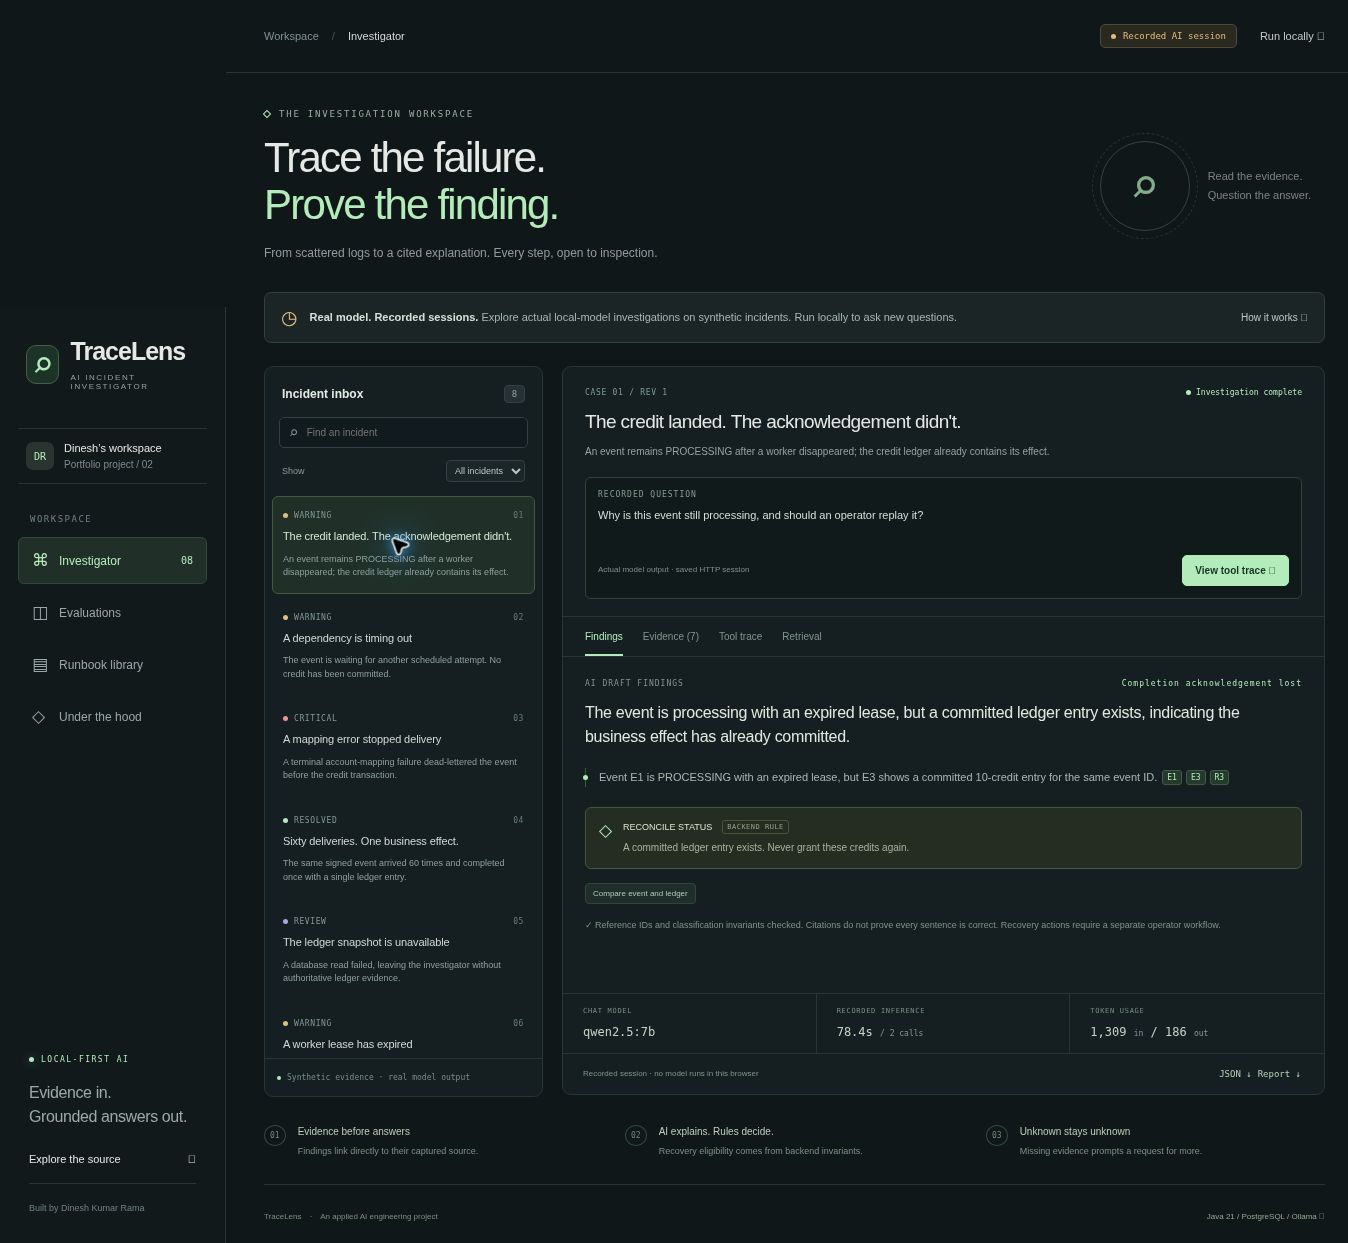 Workspace / Investigator
Recorded AI session
Run locally
THE INVESTIGATION WORKSPACE
Trace the failure.
Prove the finding.
From scattered logs to a cited explanation. Every step, open to inspection.
Read the evidence.
Question the answer.
Real model. Recorded sessions. Explore actual local-model investigations on synthetic incidents. Run locally to ask new questions.
How it works
TraceLens
AI INCIDENT
INVESTIGATOR
DR
Dinesh's workspace
Portfolio project / 02
WORKSPACE
Investigator 08
Evaluations
Runbook library
Under the hood
LOCAL-FIRST AI
Evidence in.
Grounded answers out.
Explore the source
Built by Dinesh Kumar Rama
Incident inbox 8
Find an incident
Show All incidents
WARNING 01
The credit landed. The acknowledgement didn't.
An event remains PROCESSING after a worker
disappeared; the credit ledger already contains its effect.
WARNING 02
A dependency is timing out
The event is waiting for another scheduled attempt. No
credit has been committed.
CRITICAL 03
A mapping error stopped delivery
A terminal account-mapping failure dead-lettered the event
before the credit transaction.
RESOLVED 04
Sixty deliveries. One business effect.
The same signed event arrived 60 times and completed
once with a single ledger entry.
REVIEW 05
The ledger snapshot is unavailable
A database read failed, leaving the investigator without
authoritative ledger evidence.
WARNING 06
A worker lease has expired
Synthetic evidence · real model output
CASE 01 / REV 1
Investigation complete
The credit landed. The acknowledgement didn't.
An event remains PROCESSING after a worker disappeared; the credit ledger already contains its effect.
RECORDED QUESTION
Why is this event still processing, and should an operator replay it?
Actual model output · saved HTTP session
View tool trace
Findings Evidence (7) Tool trace Retrieval
AI DRAFT FINDINGS
Completion acknowledgement lost
The event is processing with an expired lease, but a committed ledger entry exists, indicating the
business effect has already committed.
Event E1 is PROCESSING with an expired lease, but E3 shows a committed 10-credit entry for the same event ID. E1 E3 R3
RECONCILE STATUS BACKEND RULE
A committed ledger entry exists. Never grant these credits again.
Compare event and ledger
✓ Reference IDs and classification invariants checked. Citations do not prove every sentence is correct. Recovery actions require a separate operator workflow.
CHAT MODEL
qwen2.5:7b
RECORDED INFERENCE
78.4s / 2 calls
TOKEN USAGE
1,309 in / 186 out
Recorded session · no model runs in this browser
JSON ↓ Report ↓
01 Evidence before answers
Findings link directly to their captured source.
02 AI explains. Rules decide.
Recovery eligibility comes from backend invariants.
03 Unknown stays unknown
Missing evidence prompts a request for more.
TraceLens · An applied AI engineering project
Java 21 / PostgreSQL / Ollama